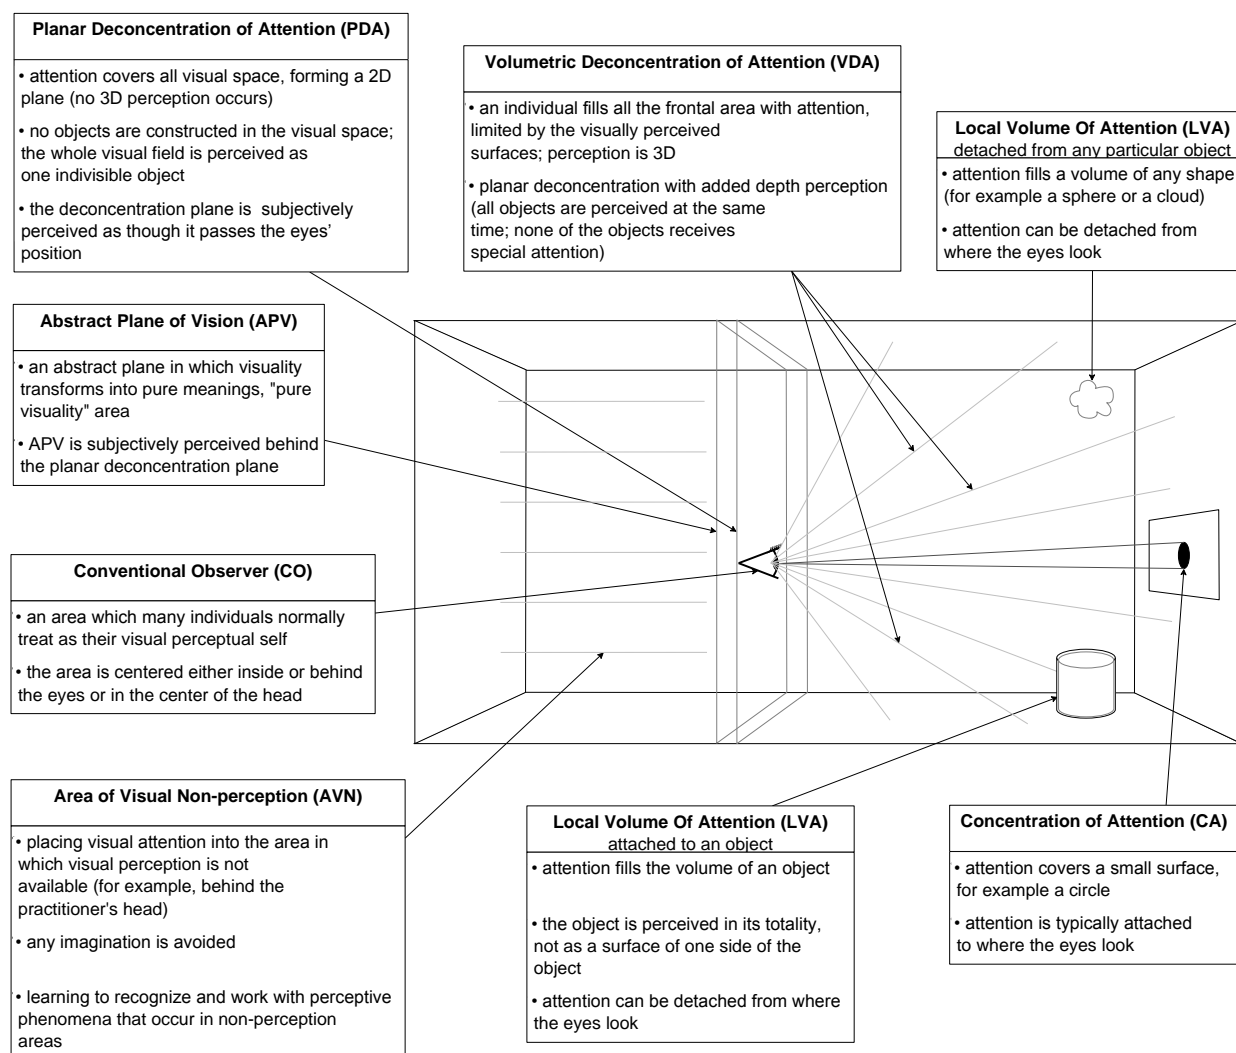 Planar Deconcentration of Attention (PDA)
• attention covers all visual space, forming a 2D
plane (no 3D perception occurs)
• no objects are constructed in the visual space;
the whole visual field is perceived as
one indivisible object
• the deconcentration plane is subjectively
perceived as though it passes the eyes’
position
Volumetric Deconcentration of Attention (VDA)
• an individual fills all the frontal area with attention,
limited by the visually perceived
surfaces; perception is 3D
• planar deconcentration with added depth perception
(all objects are perceived at the same
time; none of the objects receives
special attention)
Local Volume Of Attention (LVA)
detached from any particular object
• attention fills a volume of any shape
(for example a sphere or a cloud)
• attention can be detached from
where the eyes look
Abstract Plane of Vision (APV)
• an abstract plane in which visuality
transforms into pure meanings, "pure
visuality" area
• APV is subjectively perceived behind
the planar deconcentration plane
Conventional Observer (CO)
• an area which many individuals normally
treat as their visual perceptual self
• the area is centered either inside or behind
the eyes or in the center of the head
Area of Visual Non-perception (AVN)
• placing visual attention into the area in
which visual perception is not
available (for example, behind the
practitioner's head)
• any imagination is avoided
• learning to recognize and work with perceptive
phenomena that occur in non-perception
areas
Local Volume Of Attention (LVA)
attached to an object
• attention fills the volume of an object
• the object is perceived in its totality,
not as a surface of one side of the
object
• attention can be detached from where
the eyes look
Concentration of Attention (CA)
• attention covers a small surface,
for example a circle
• attention is typically attached
to where the eyes look